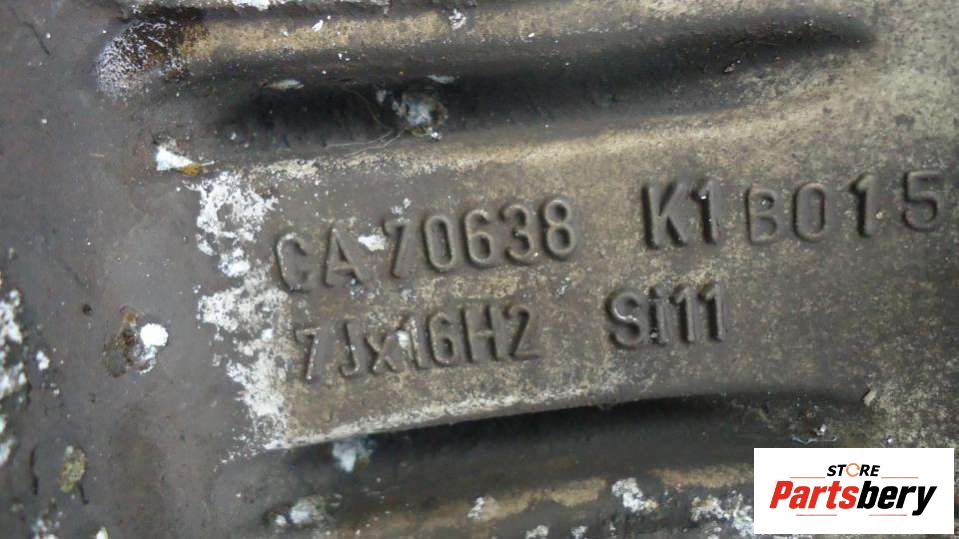 CA 70638 K1 B015
7Jx16H2 Si11
STORE
Partsbery